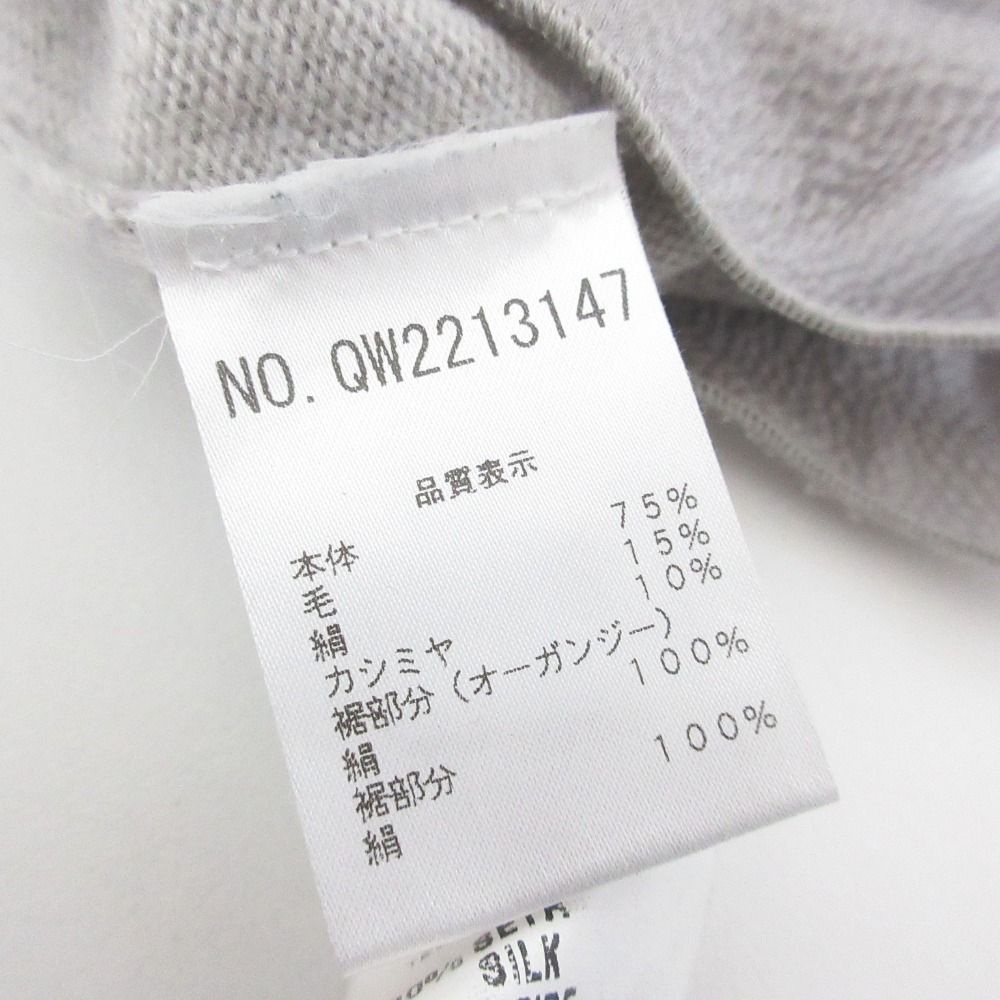 NO. QW2213147
品質表示
本体
毛 75%
絹 15%
カシミヤ 10%
裾部分(オーガンジー)
絹 100%
裾部分
絹 100%
SETA
SILK